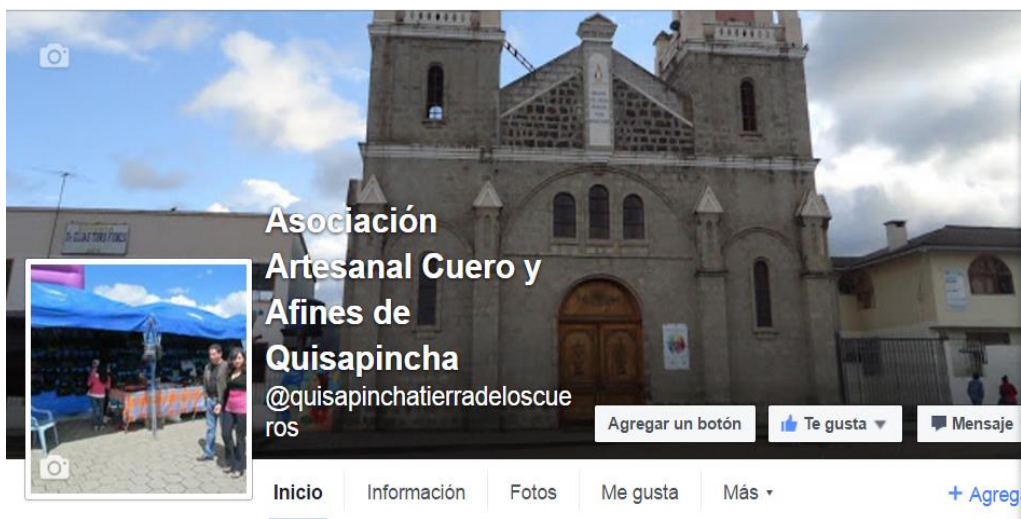 Asociación
Artesanal Cuero y
Afines de
Quisapincha
@quisapinchatierradeloscue
ros
Agregar un botón
Te gusta
Mensaje
Inicio
Información
Fotos
Me gusta
Más
+ Agreg